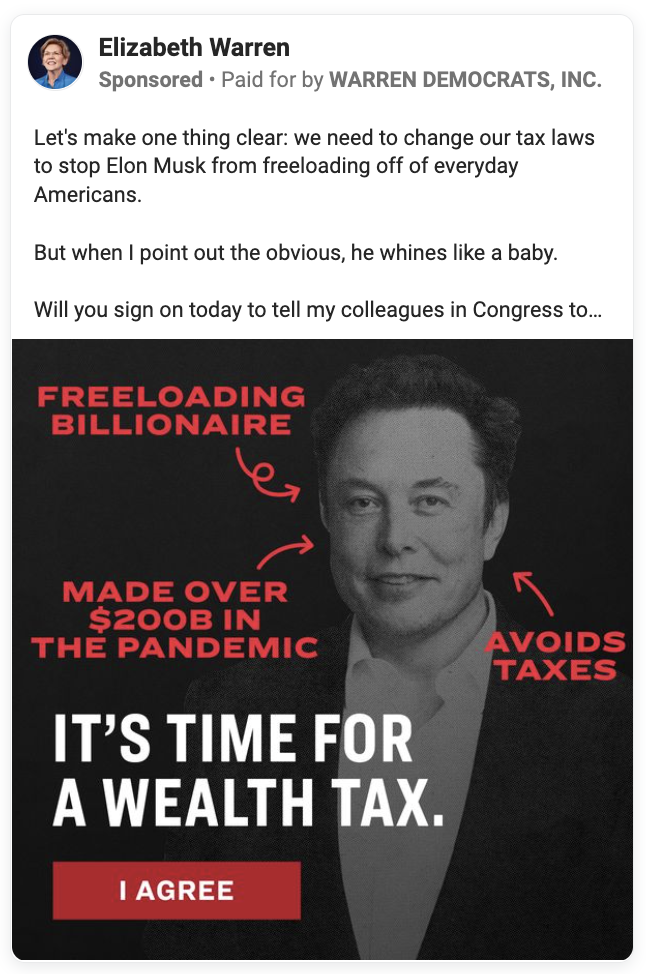 Elizabeth Warren
Sponsored • Paid for by WARREN DEMOCRATS, INC.
Let's make one thing clear: we need to change our tax laws
to stop Elon Musk from freeloading off of everyday
Americans.
But when I point out the obvious, he whines like a baby.
Will you sign on today to tell my colleagues in Congress to...
FREELOADING
BILLIONAIRE
MADE OVER
$200B IN
THE PANDEMIC
AVOIDS
TAXES
IT'S TIME FOR
A WEALTH TAX.
I AGREE